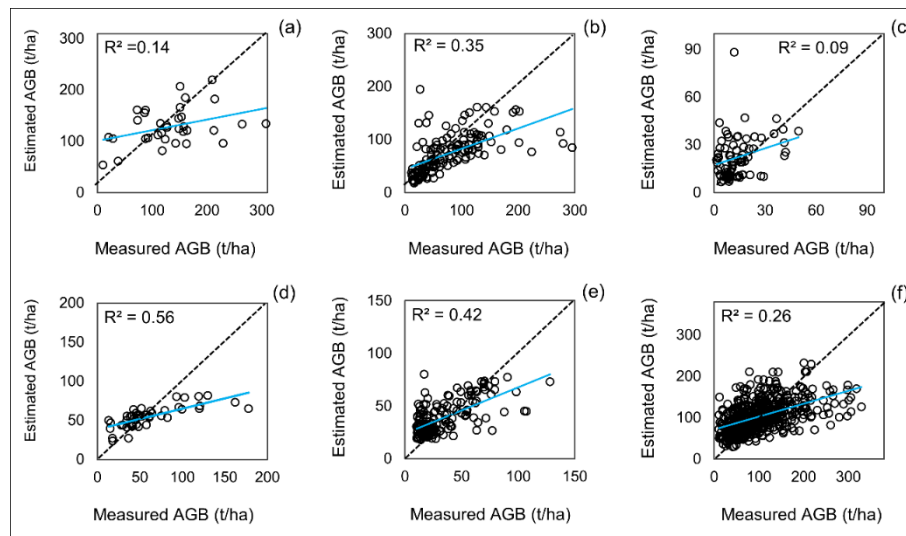 (a)
R² =0.14
Estimated AGB (t/ha)
300
200
100
0
0 100 200 300
Measured AGB (t/ha)
(b)
R² = 0.35
Estimated AGB (t/ha)
300
200
100
0
0 100 200 300
Measured AGB (t/ha)
(c)
R² = 0.09
Estimated AGB (t/ha)
90
60
30
0
0 30 60 90
Measured AGB (t/ha)
(d)
R² = 0.56
Estimated AGB (t/ha)
200
150
100
50
0
0 50 100 150 200
Measured AGB (t/ha)
(e)
R² = 0.42
Estimated AGB (t/ha)
150
100
50
0
0 50 100 150
Measured AGB (t/ha)
(f)
R² = 0.26
Estimated AGB (t/ha)
300
200
100
0
0 100 200 300
Measured AGB (t/ha)